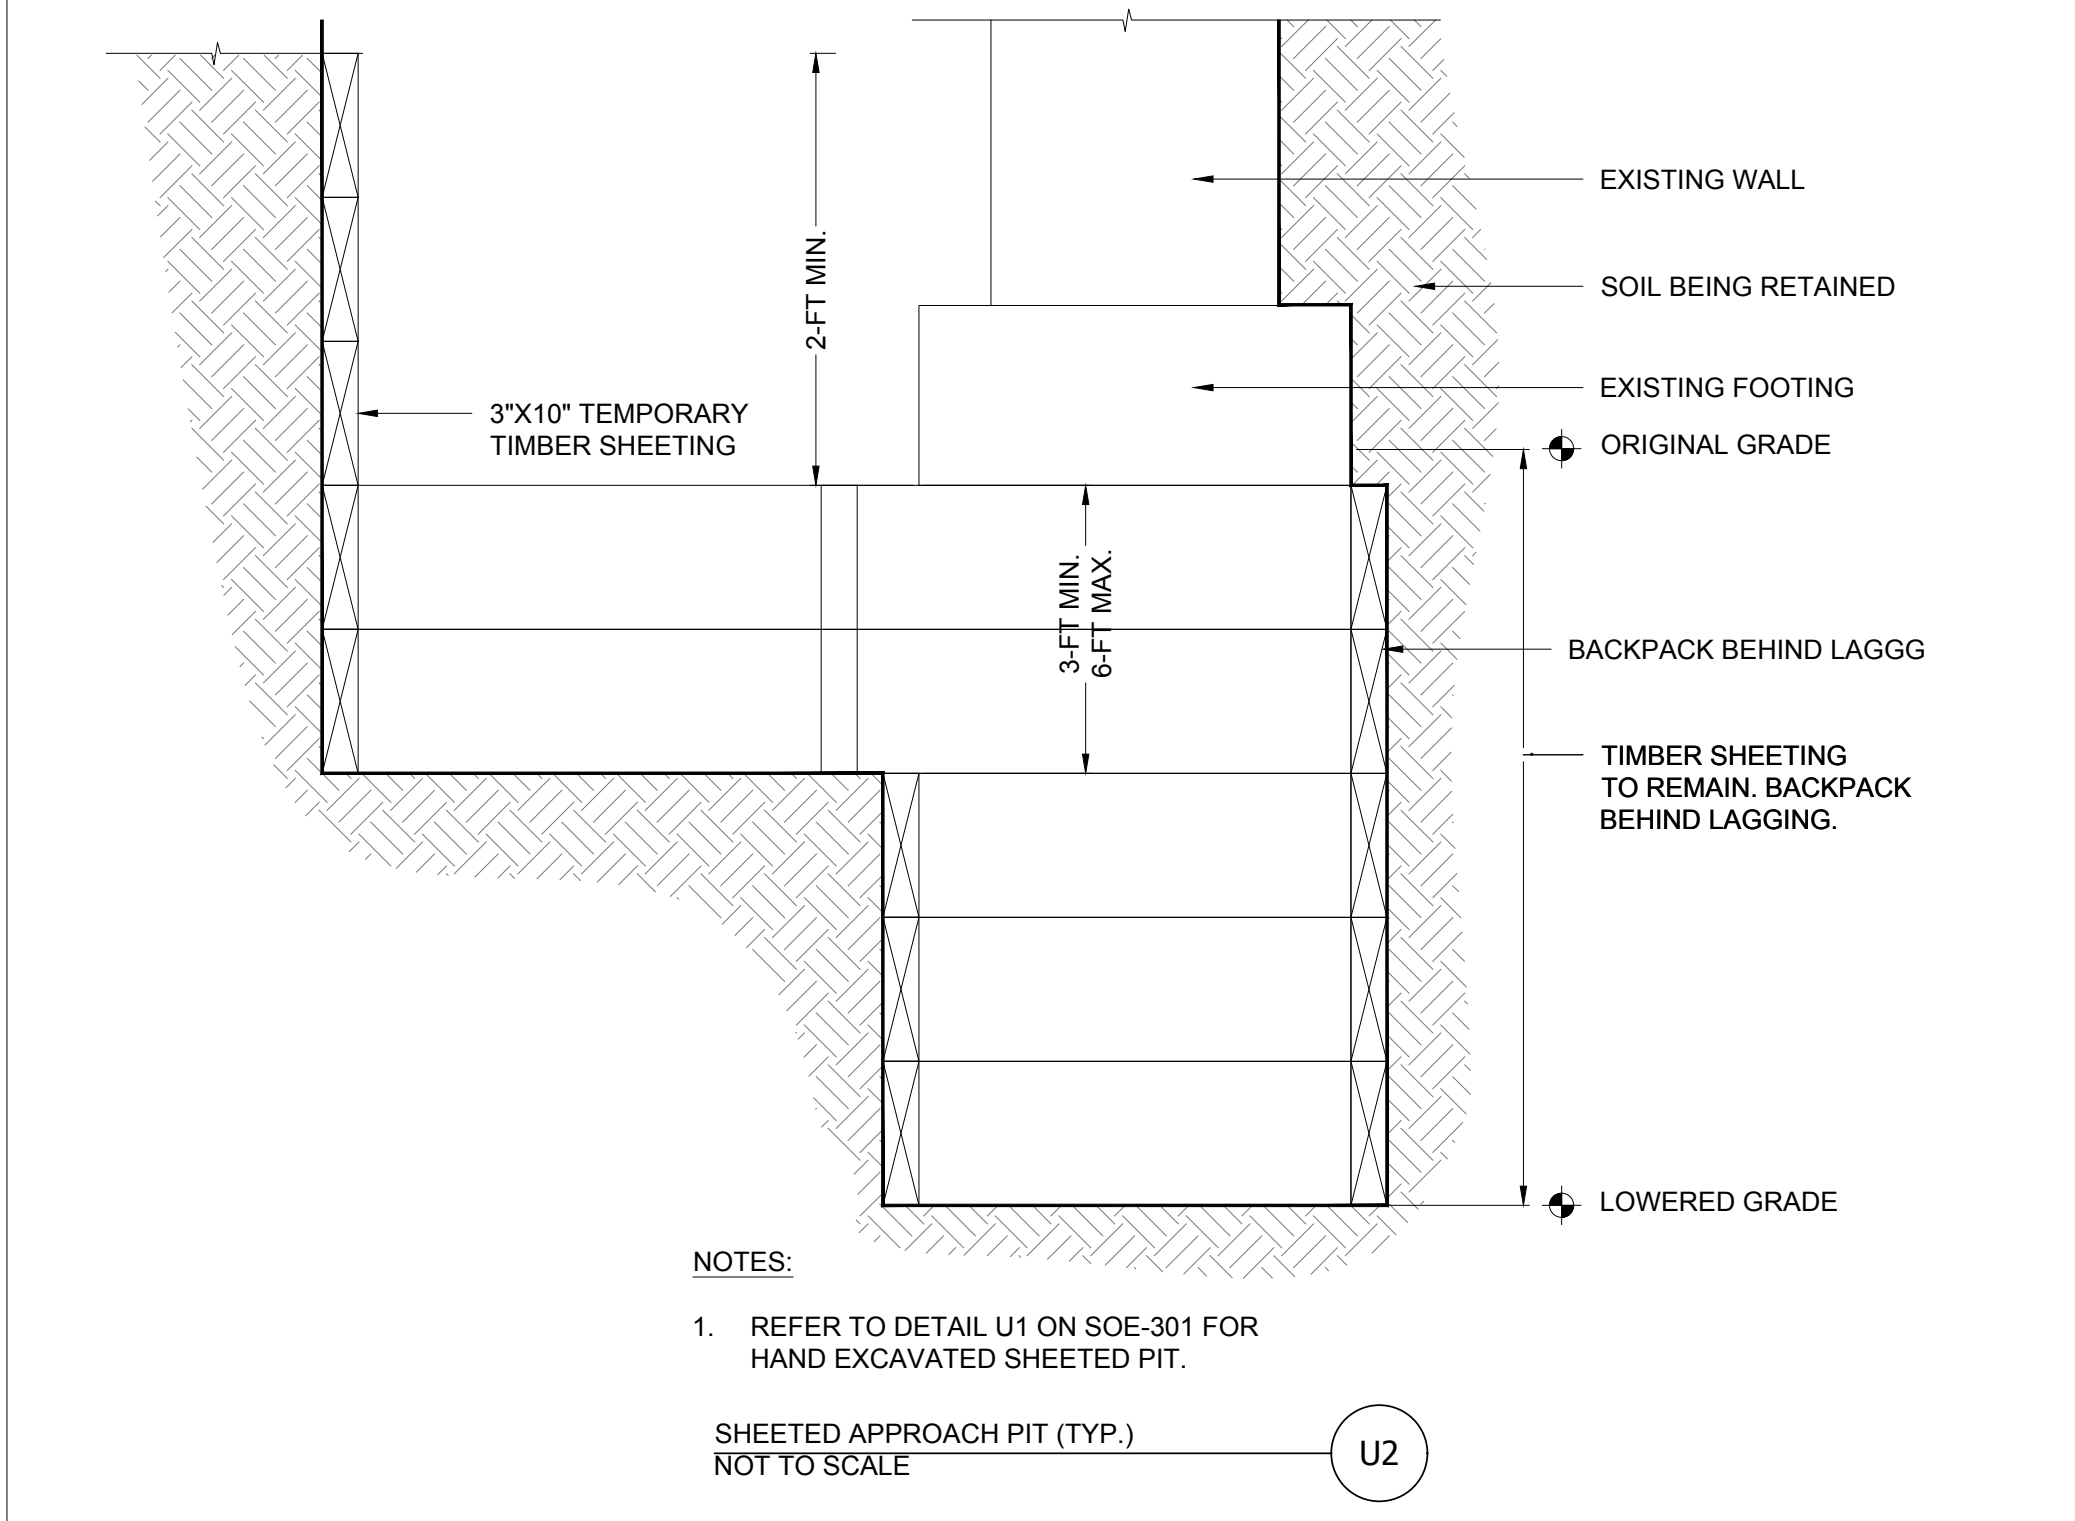 EXISTING WALL
2-FT MIN.
SOIL BEING RETAINED
EXISTING FOOTING
3"X10" TEMPORARY
TIMBER SHEETING
ORIGINAL GRADE
3-FT MIN.
6-FT MAX.
BACKPACK BEHIND LAGGG
TIMBER SHEETING
TO REMAIN. BACKPACK
BEHIND LAGGING.
LOWERED GRADE
NOTES:
1. REFER TO DETAIL U1 ON SOE-301 FOR
HAND EXCAVATED SHEETED PIT.
SHEETED APPROACH PIT (TYP.)
NOT TO SCALE
U2